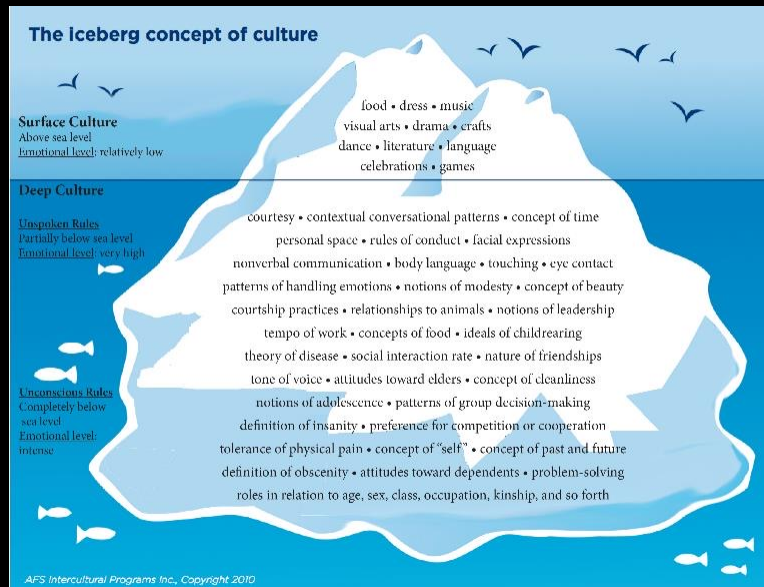 The iceberg concept of culture
Surface Culture
Above sea level
Emotional level: relatively low
food • dress • music
visual arts • drama • crafts
dance • literature • language
celebrations • games
Deep Culture
Unspoken Rules
Partially below sea level
Emotional level: very high
Unconscious Rules
Completely below
sea level
Emotional level:
intense
courtesy • contextual conversational patterns • concept of time
personal space • rules of conduct • facial expressions
nonverbal communication • body language • touching • eye contact
patterns of handling emotions • notions of modesty • concept of beauty
courtship practices • relationships to animals • notions of leadership
tempo of work • concepts of food • ideals of childrearing
theory of disease • social interaction rate • nature of friendships
tone of voice • attitudes toward elders • concept of cleanliness
notions of adolescence • patterns of group decision-making
definition of insanity • preference for competition or cooperation
tolerance of physical pain • concept of “self” • concept of past and future
definition of obscenity • attitudes toward dependents • problem-solving
roles in relation to age, sex, class, occupation, kinship, and so forth
AFS Intercultural Programs Inc., Copyright 2010